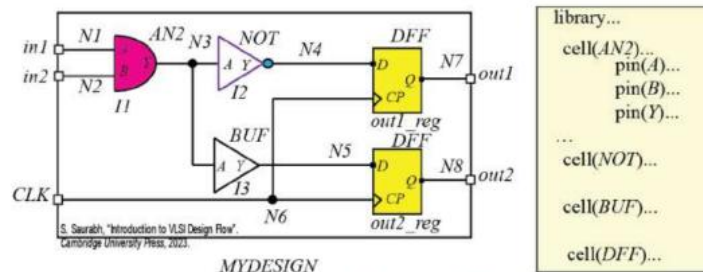 in1
N1
AN2
N3
NOT
N4
DFF
N7
out1
A
B
Y
A Y
D
Q
CP
in2
N2
I1
I2
out1_reg
BUF
N5
DFF
N8
out2
A Y
D
Q
CP
I3
CLK
N6
out2_reg
S. Saurabh, "Introduction to VLSI Design Flow".
Cambridge University Press, 2023.
MYDESIGN
library...
cell(AN2)...
pin(A)...
pin(B)...
pin(Y)...
...
cell(NOT)...
cell(BUF)...
cell(DFF)...